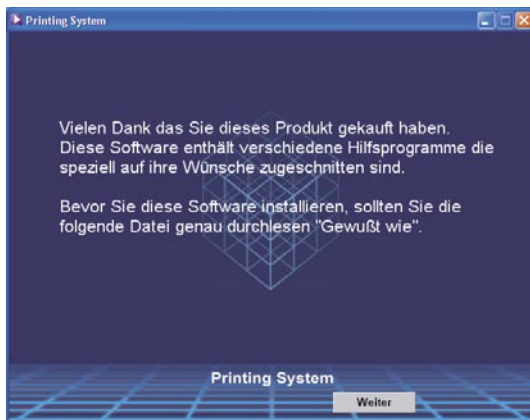 Printing System
Vielen Dank das Sie dieses Produkt gekauft haben.
Diese Software enthält verschiedene Hilfsprogramme die
speziell auf ihre Wünsche zugeschnitten sind.
Bevor Sie diese Software installieren, sollten Sie die
folgende Datei genau durchlesen "Gewußt wie".
Printing System
Weiter